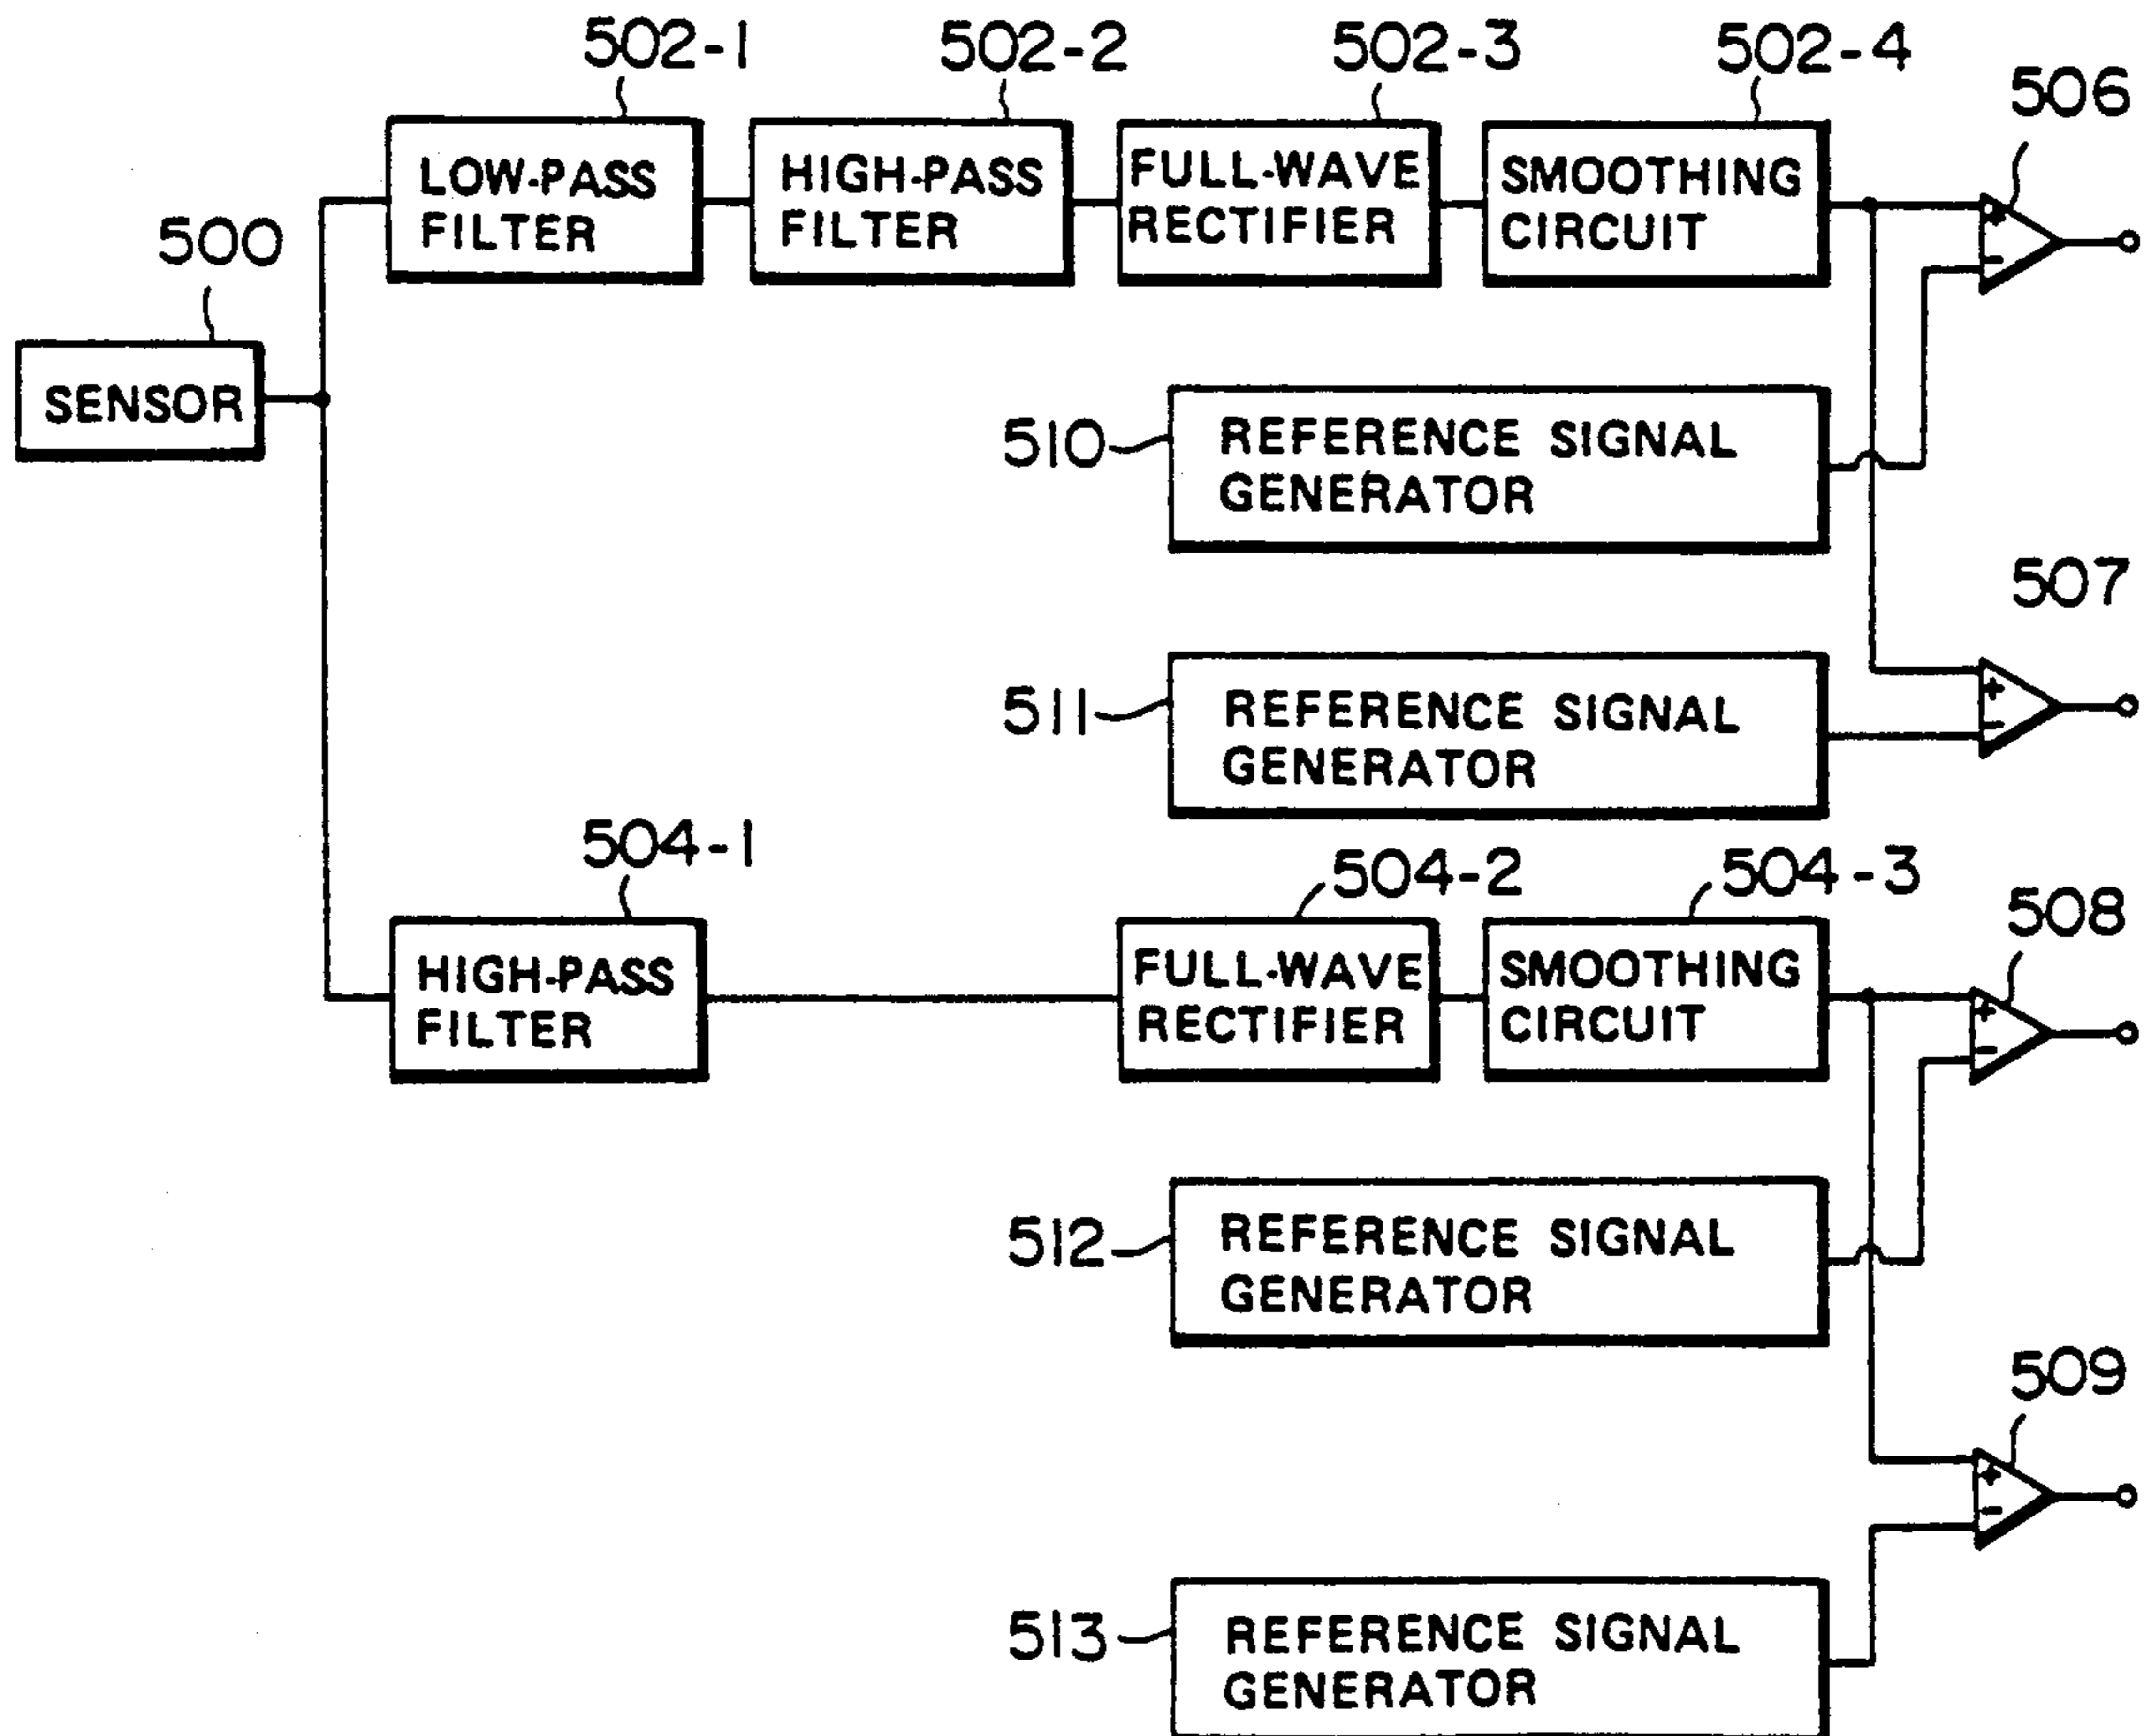 502-1
502-2
502-3
502-4
506
LOW-PASS
FILTER
HIGH-PASS
FILTER
FULL-WAVE
RECTIFIER
SMOOTHING
CIRCUIT
+
-
500
SENSOR
510
REFERENCE SIGNAL
GENERATOR
507
511
REFERENCE SIGNAL
GENERATOR
+
-
504-1
504-2
504-3
508
HIGH-PASS
FILTER
FULL-WAVE
RECTIFIER
SMOOTHING
CIRCUIT
+
-
512
REFERENCE SIGNAL
GENERATOR
509
+
-
513
REFERENCE SIGNAL
GENERATOR